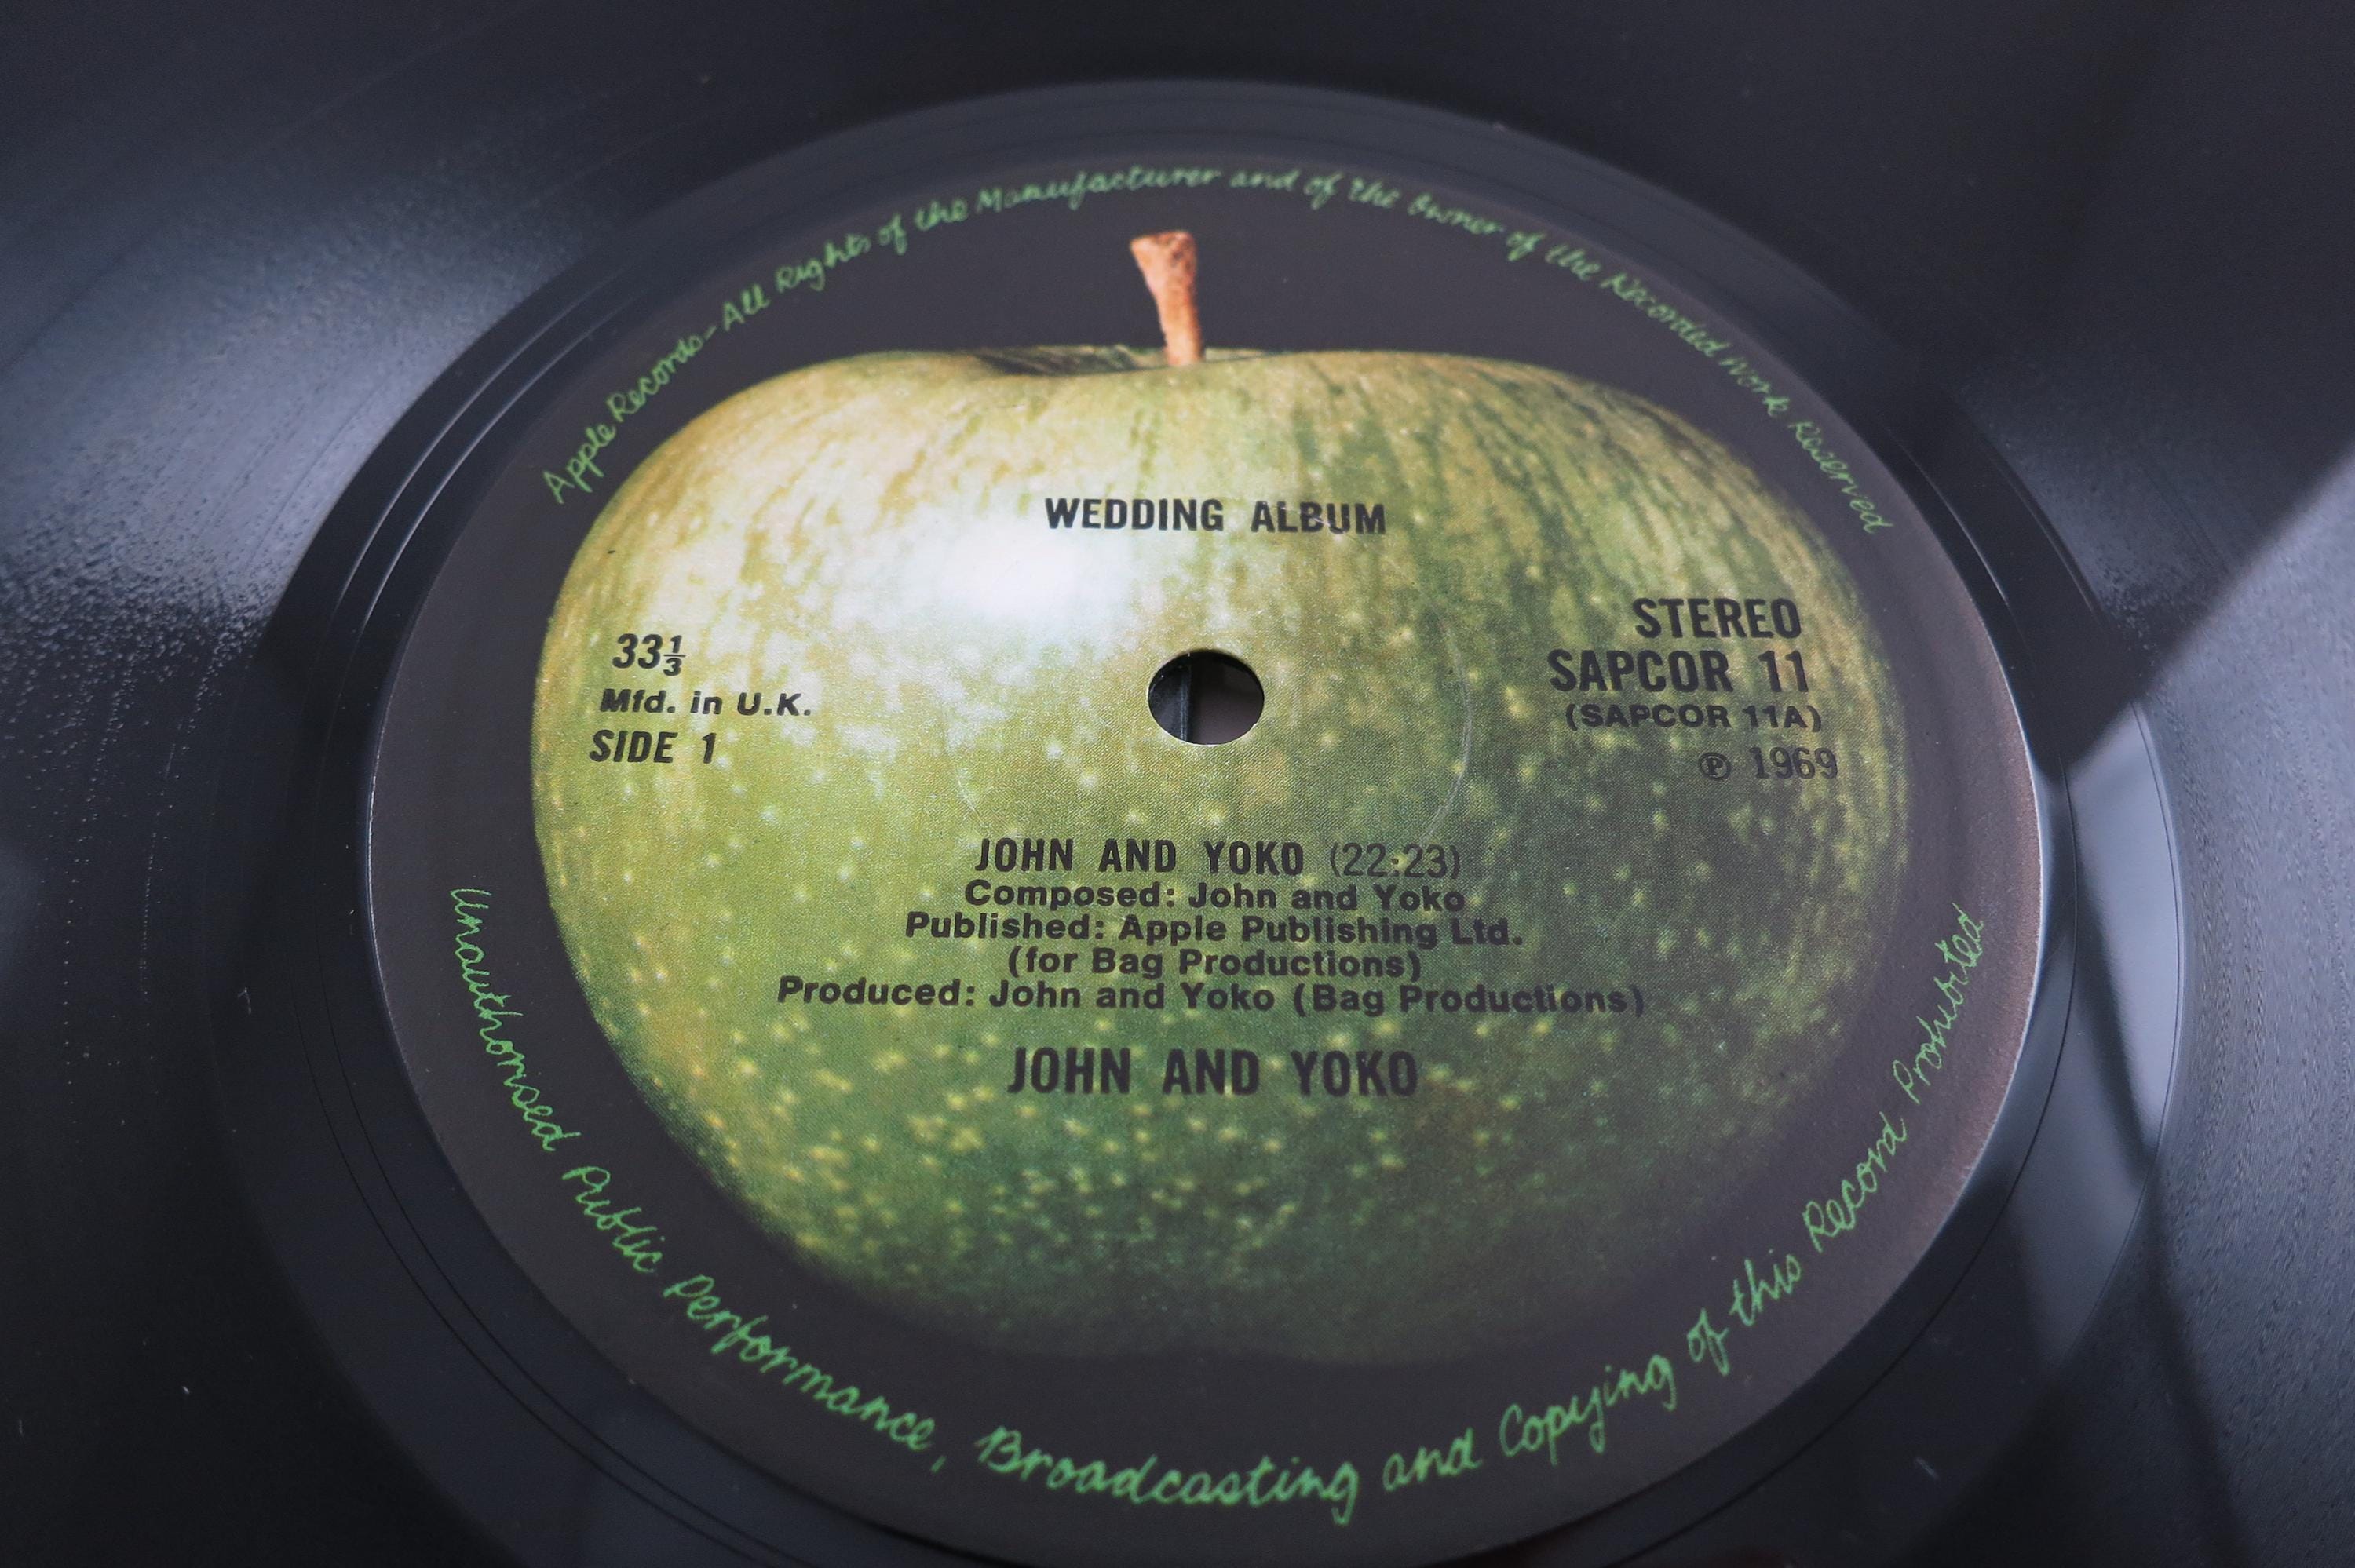 Apple Records - All Rights of the Manufacturer and of the Owner of the Recorded Work Reserved
WEDDING ALBUM
33⅓
Mfd. in U.K.
SIDE 1
STEREO
SAPCOR 11
(SAPCOR 11A)
℗ 1969
JOHN AND YOKO (22:23)
Composed: John and Yoko
Published: Apple Publishing Ltd.
(for Bag Productions)
Produced: John and Yoko (Bag Productions)
JOHN AND YOKO
Unauthorised Public Performance, Broadcasting and Copying of this Record Prohibited